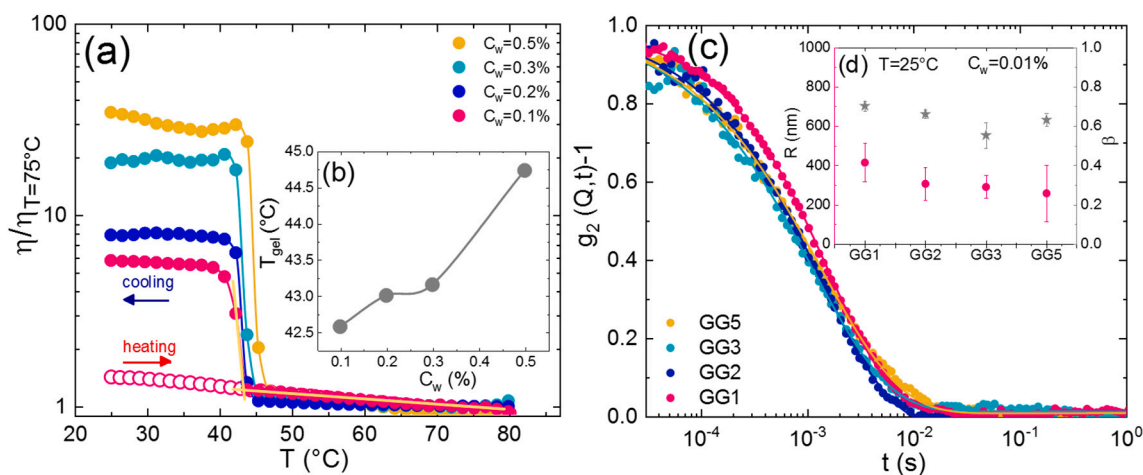 (a)
C_w=0.5%
C_w=0.3%
C_w=0.2%
C_w=0.1%
η/η_T=75°C
100
10
1
cooling
heating
20 30 40 50 60 70 80
T (°C)
(b)
T_gel (°C)
45.0
44.5
44.0
43.5
43.0
42.5
0.1 0.2 0.3 0.4 0.5
C_w (%)
(c)
g_2 (Q,t)-1
1.0
0.8
0.6
0.4
0.2
0.0
GG5
GG3
GG2
GG1
10^-4 10^-3 10^-2 10^-1 10^0
t (s)
(d) T=25°C C_w=0.01%
R (nm)
1000
800
600
400
200
0
GG1 GG2 GG3 GG5
1.0
0.8
0.6
0.4
0.2
0.0
β